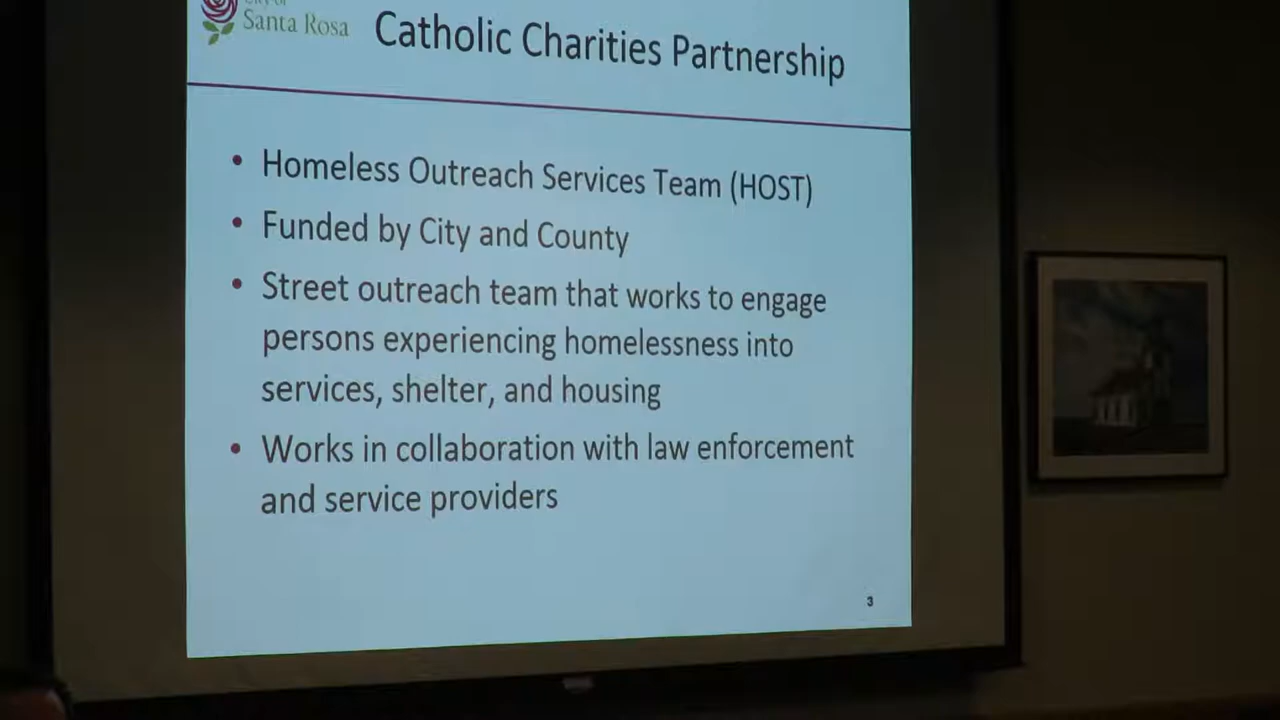 City of
Santa Rosa
Catholic Charities Partnership
• Homeless Outreach Services Team (HOST)
• Funded by City and County
• Street outreach team that works to engage
persons experiencing homelessness into
services, shelter, and housing
• Works in collaboration with law enforcement
and service providers
3